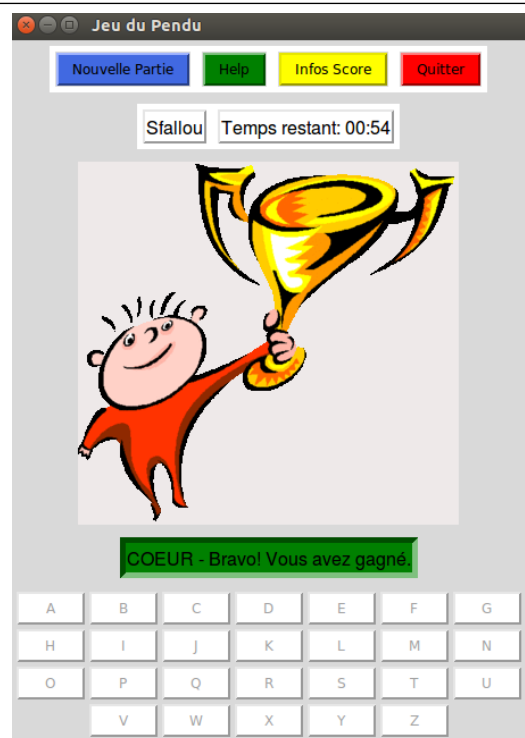 Jeu du Pendu
Nouvelle Partie Help Infos Score Quitter
Sfallou Temps restant: 00:54
COEUR - Bravo! Vous avez gagné.
A B C D E F G
H I J K L M N
O P Q R S T U
V W X Y Z